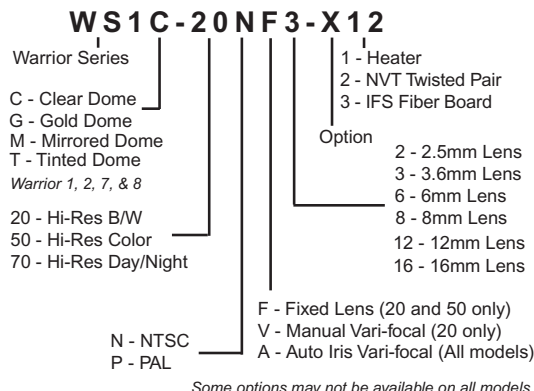 WS1C-20NF3-X12
Warrior Series
C - Clear Dome
G - Gold Dome
M - Mirrored Dome
T - Tinted Dome
Warrior 1, 2, 7, & 8
20 - Hi-Res B/W
50 - Hi-Res Color
70 - Hi-Res Day/Night
N - NTSC
P - PAL
1 - Heater
2 - NVT Twisted Pair
3 - IFS Fiber Board
Option
2 - 2.5mm Lens
3 - 3.6mm Lens
6 - 6mm Lens
8 - 8mm Lens
12 - 12mm Lens
16 - 16mm Lens
F - Fixed Lens (20 and 50 only)
V - Manual Vari-focal (20 only)
A - Auto Iris Vari-focal (All models)
Some options may not be available on all models